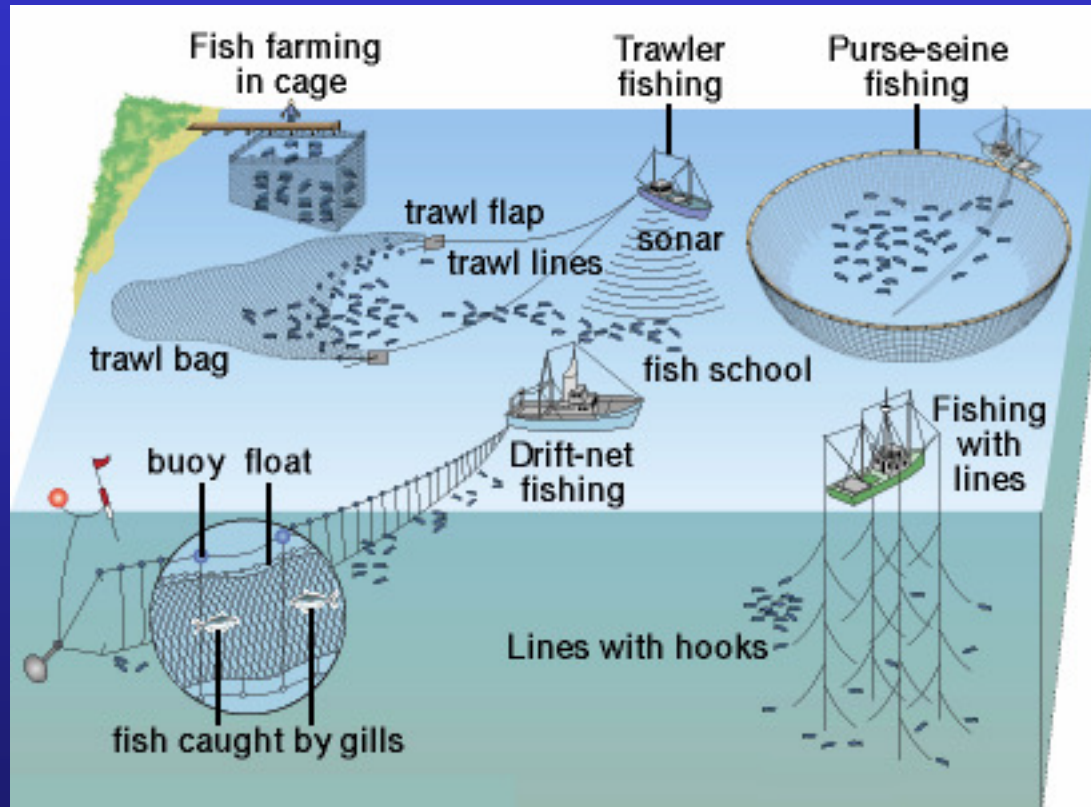 Fish farming
in cage
Trawler
fishing
Purse-seine
fishing
trawl flap
trawl lines
sonar
trawl bag
fish school
buoy float
Drift-net
fishing
Fishing
with
lines
Lines with hooks
fish caught by gills